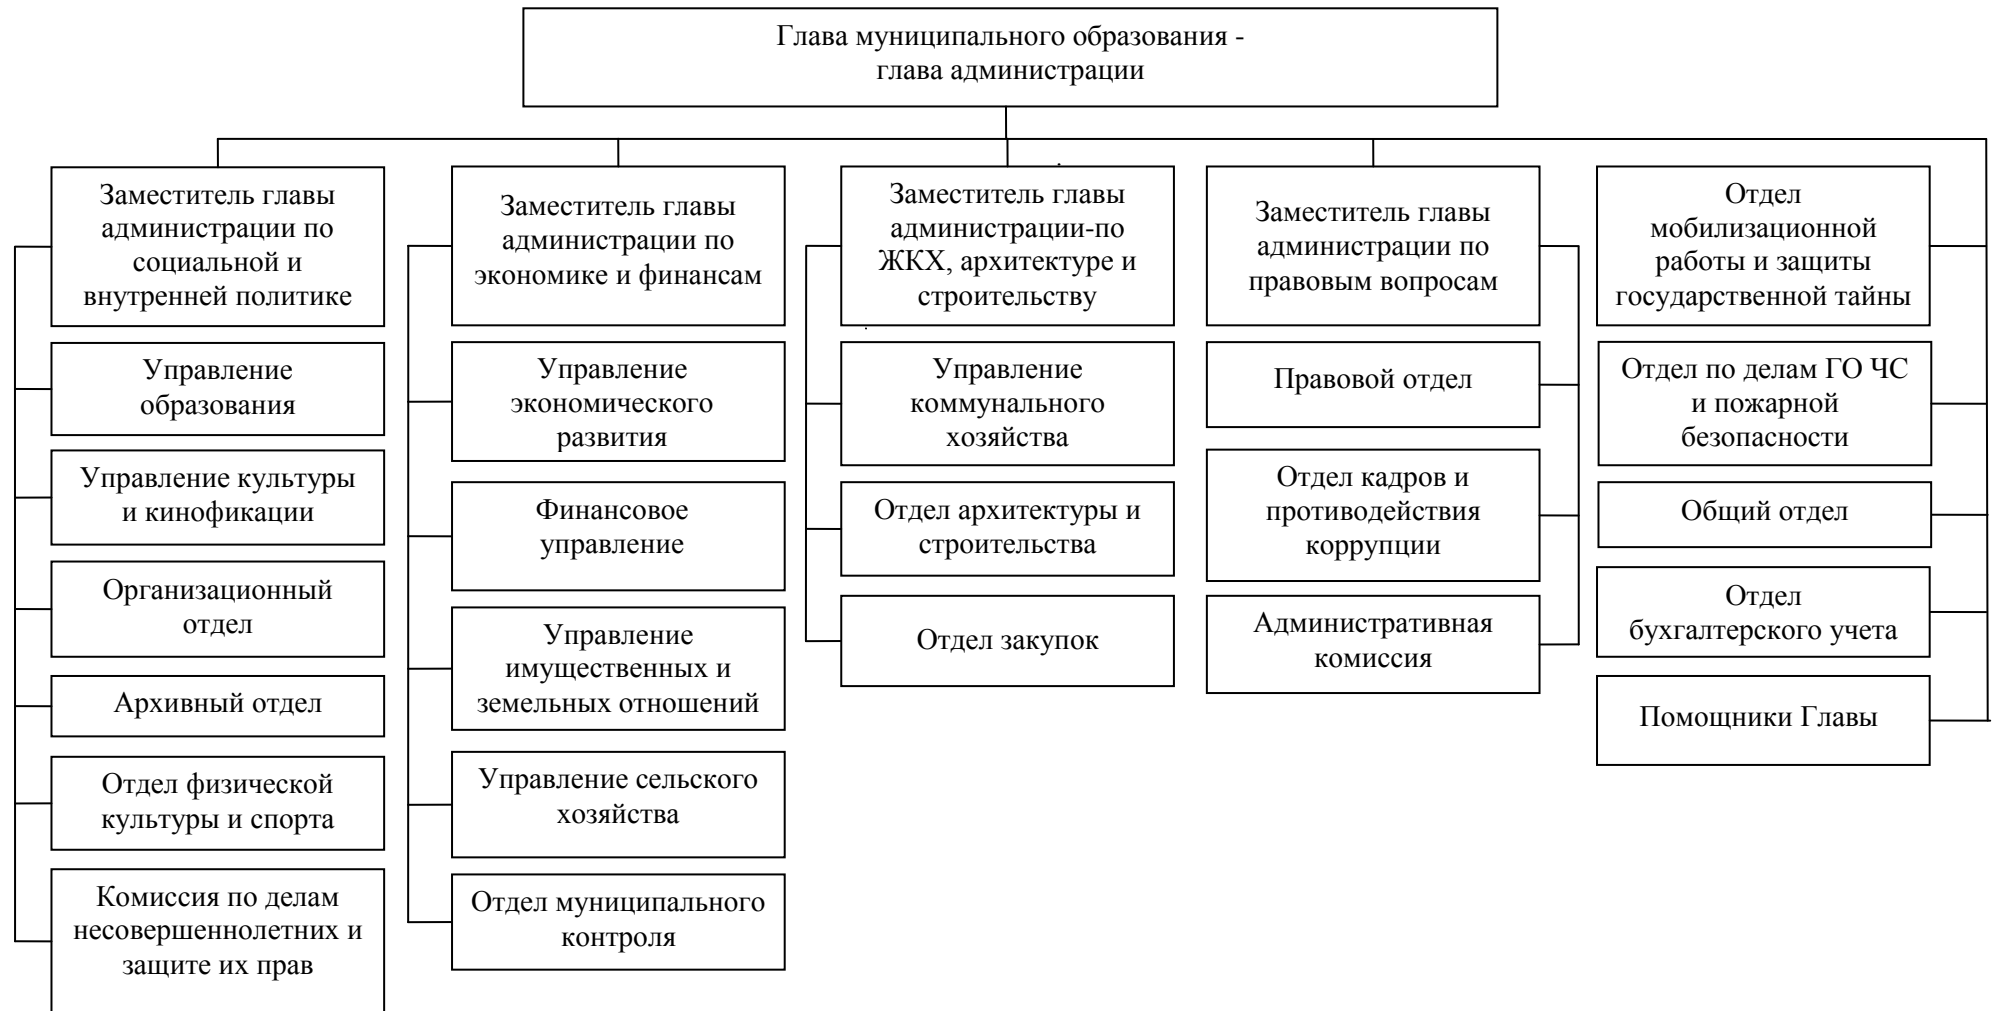 Глава муниципального образования -
глава администрации
Заместитель главы
администрации по
социальной и
внутренней политике
Управление
образования
Управление культуры
и кинофикации
Организационный
отдел
Архивный отдел
Отдел физической
культуры и спорта
Комиссия по делам
несовершеннолетних и
защите их прав
Заместитель главы
администрации по
экономике и финансам
Управление
экономического
развития
Финансовое
управление
Управление
имущественных и
земельных отношений
Управление сельского
хозяйства
Отдел муниципального
контроля
Заместитель главы
администрации-по
ЖКХ, архитектуре и
строительству
Управление
коммунального
хозяйства
Отдел архитектуры и
строительства
Отдел закупок
Заместитель главы
администрации по
правовым вопросам
Правовой отдел
Отдел кадров и
противодействия
коррупции
Административная
комиссия
Отдел
мобилизационной
работы и защиты
государственной тайны
Отдел по делам ГО ЧС
и пожарной
безопасности
Общий отдел
Отдел
бухгалтерского учета
Помощники Главы